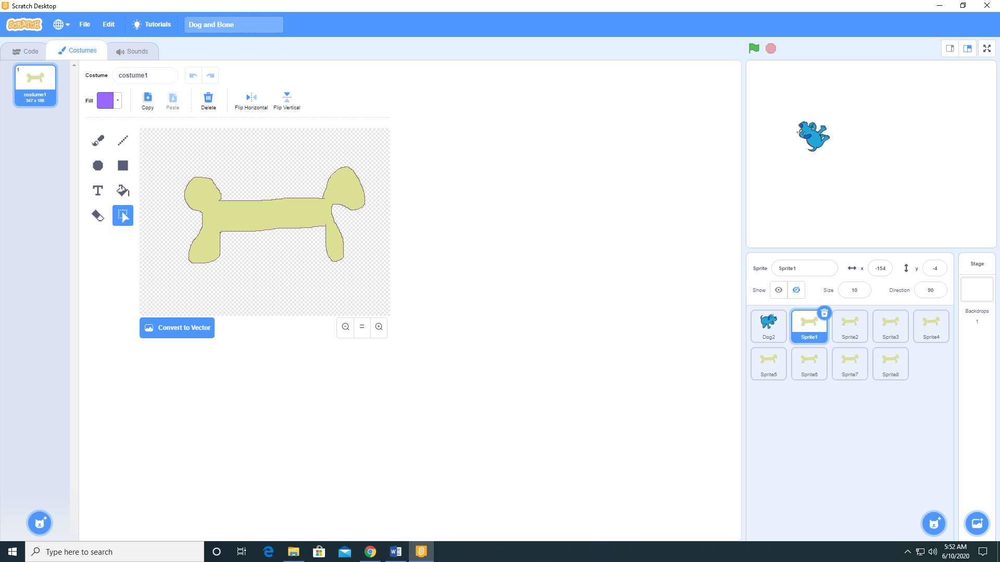 Scratch Desktop
SCRATCH
File
Edit
Tutorials
Dog and Bone
Code
Costumes
Sounds
1
costume1
347 x 186
Costume
costume1
Fill
Copy
Paste
Delete
Flip Horizontal
Flip Vertical
T
Convert to Vector
Sprite
Sprite1
x
-154
y
-4
Show
Size
10
Direction
90
Dog2
Sprite1
Sprite2
Sprite3
Sprite4
Sprite5
Sprite6
Sprite7
Sprite8
Stage
Backdrops
1
Type here to search
5:52 AM
6/10/2020